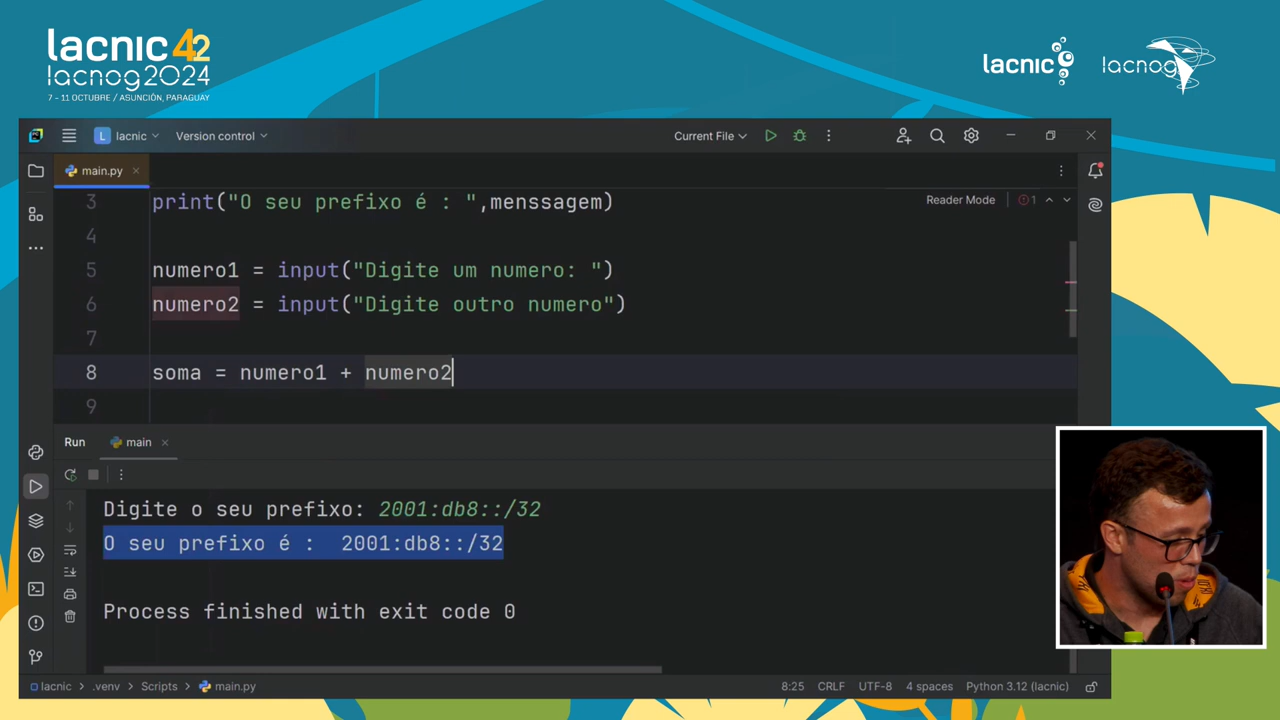 lacnic 42
lacnog2024
7 - 11 OCTUBRE / ASUNCIÓN, PARAGUAY
lacnic
lacnog
L lacnic
Version control
Current File
main.py
3 print("O seu prefixo é : ",menssagem)
Reader Mode
1
4
5 numero1 = input("Digite um numero: ")
6 numero2 = input("Digite outro numero")
7
8 soma = numero1 + numero2
9
Run
main
Digite o seu prefixo: 2001:db8::/32
O seu prefixo é :  2001:db8::/32
Process finished with exit code 0
lacnic
.venv
Scripts
main.py
8:25
CRLF
UTF-8
4 spaces
Python 3.12 (lacnic)